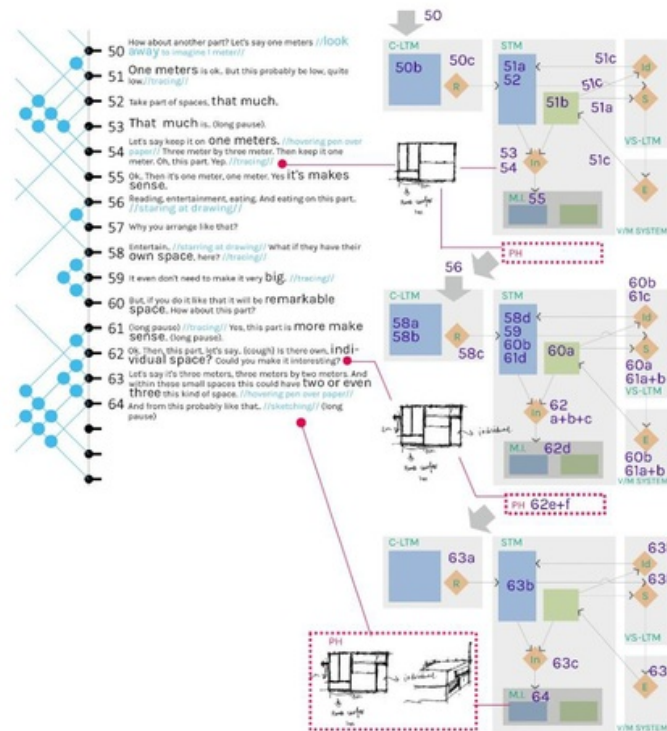 50 How about another part? Let's say one meters //look
away to imagine 1 meter//
51 One meters is ok. But this probably be low, quite
low. //tracing//
52 Take part of spaces, that much.
53 That much is. (long pause).
Let's say keep it on one meters. //hovering pen over
54 paper// Three meter by three meter. Then keep it one
meter. Oh, this part. Yep. //tracing//
55 Ok. Then it's one meter, one meter. Yes it's makes
sense.
56 Reading, entertainment, eating. And eating on this part.
//staring at drawing//
57 Why you arrange like that?
58 Entertain. //starring at drawing// What if they have their
own space, here? //tracing//
59 It even don't need to make it very big. //tracing//
60 But, if you do it like that it will be remarkable
space. How about this part?
61 (long pause) //tracing// Yes, this part is more make
sense. (long pause).
62 Ok. Then, this part, let's say.. (cough) Is there own, indi-
vidual space? Could you make it interesting?
63 Let's say it's three meters, three meters by two meters. And
within these small spaces this could have two or even
three this kind of space. //hovering pen over paper//
64 And from this probably like that.. //sketching// (long
pause)
50
C-LTM
50b
50c
R
STM
51a
52
51b
51c
51c
51a
51c
Id
S
VS-LTM
53
54
In
M.I.
55
E
V/M SYSTEM
PH
56
C-LTM
58a
58b
R
58c
STM
58d
59
60b
61d
60a
60b
61c
Id
S
60a
61a+b
VS-LTM
In
62
a+b+c
M.I.
62d
E
60b
61a+b
V/M SYSTEM
individual
PH 62e+f
C-LTM
63a
R
STM
63b
63
Id
63
S
VS-LTM
In
63c
M.I.
64
63
E
V/M SYSTEM
PH
individual